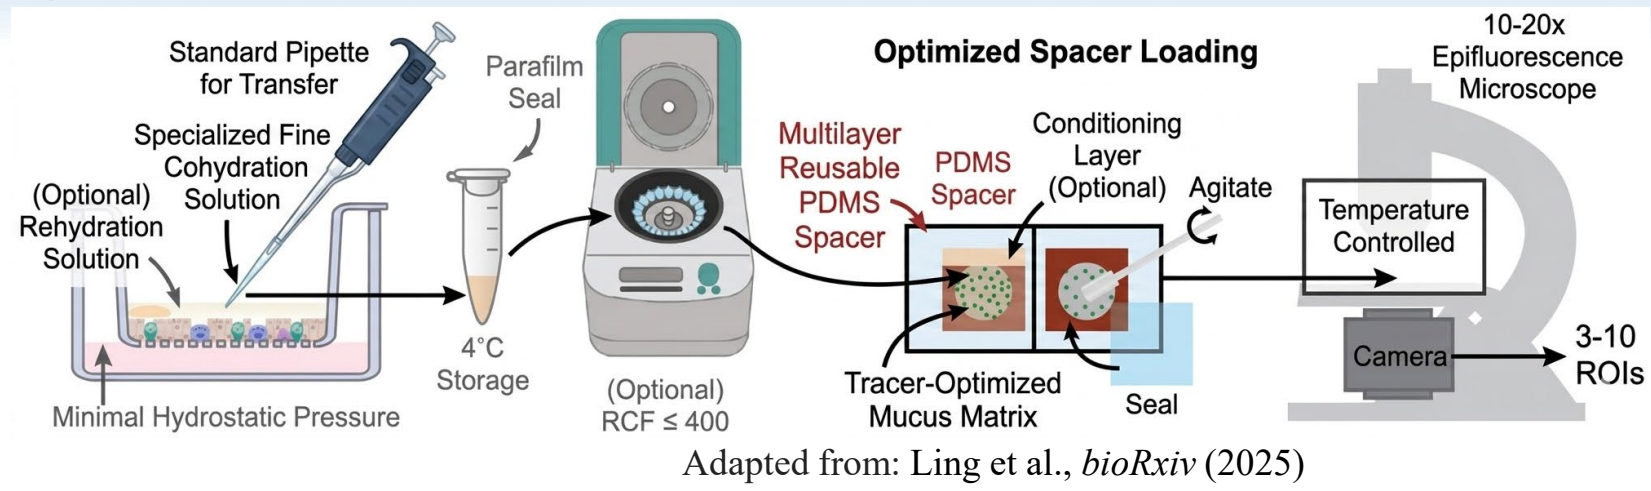 Standard Pipette
for Transfer
Specialized Fine
Cohydration
Solution
(Optional)
Rehydration
Solution
Minimal Hydrostatic Pressure
Parafilm
Seal
4°C
Storage
(Optional)
RCF ≤ 400
Optimized Spacer Loading
Multilayer
Reusable
PDMS
Spacer
PDMS
Spacer
Conditioning
Layer
(Optional)
Agitate
Tracer-Optimized
Mucus Matrix
Seal
10-20x
Epifluorescence
Microscope
Temperature
Controlled
Camera
3-10
ROIs
Adapted from: Ling et al., bioRxiv (2025)